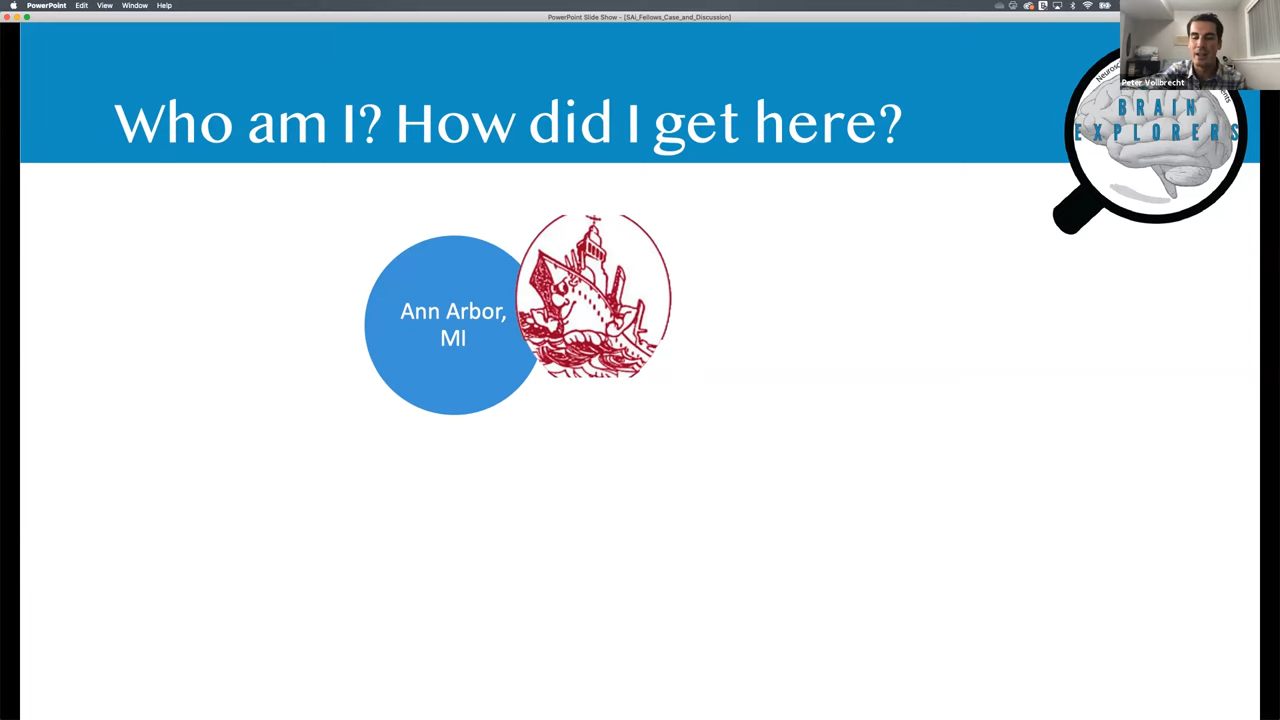 PowerPoint Edit View Window Help
PowerPoint Slide Show - [SAi_Fellows_Case_and_Discussion]
Peter Vollbrecht
Who am I? How did I get here?
BRAIN
EXPLORERS
Ann Arbor,
MI